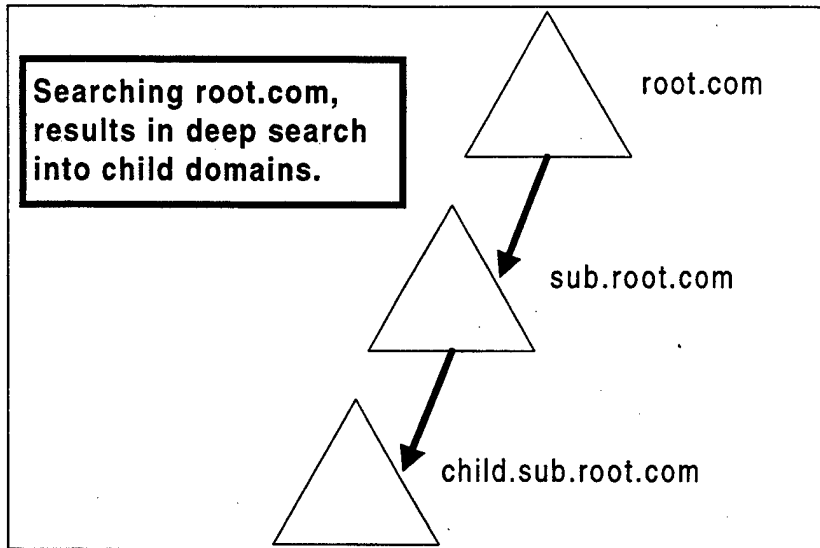 root.com
Searching root.com,
results in deep search
into child domains.
sub.root.com
child.sub.root.com